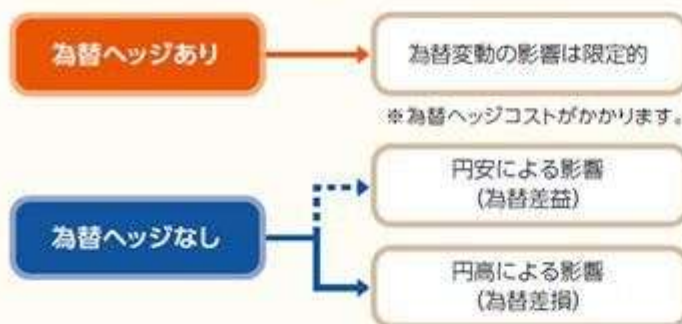 為替ヘッジあり
為替変動の影響は限定的
※為替ヘッジコストがかかります。
為替ヘッジなし
円安による影響
(為替差益)
円高による影響
(為替差損)